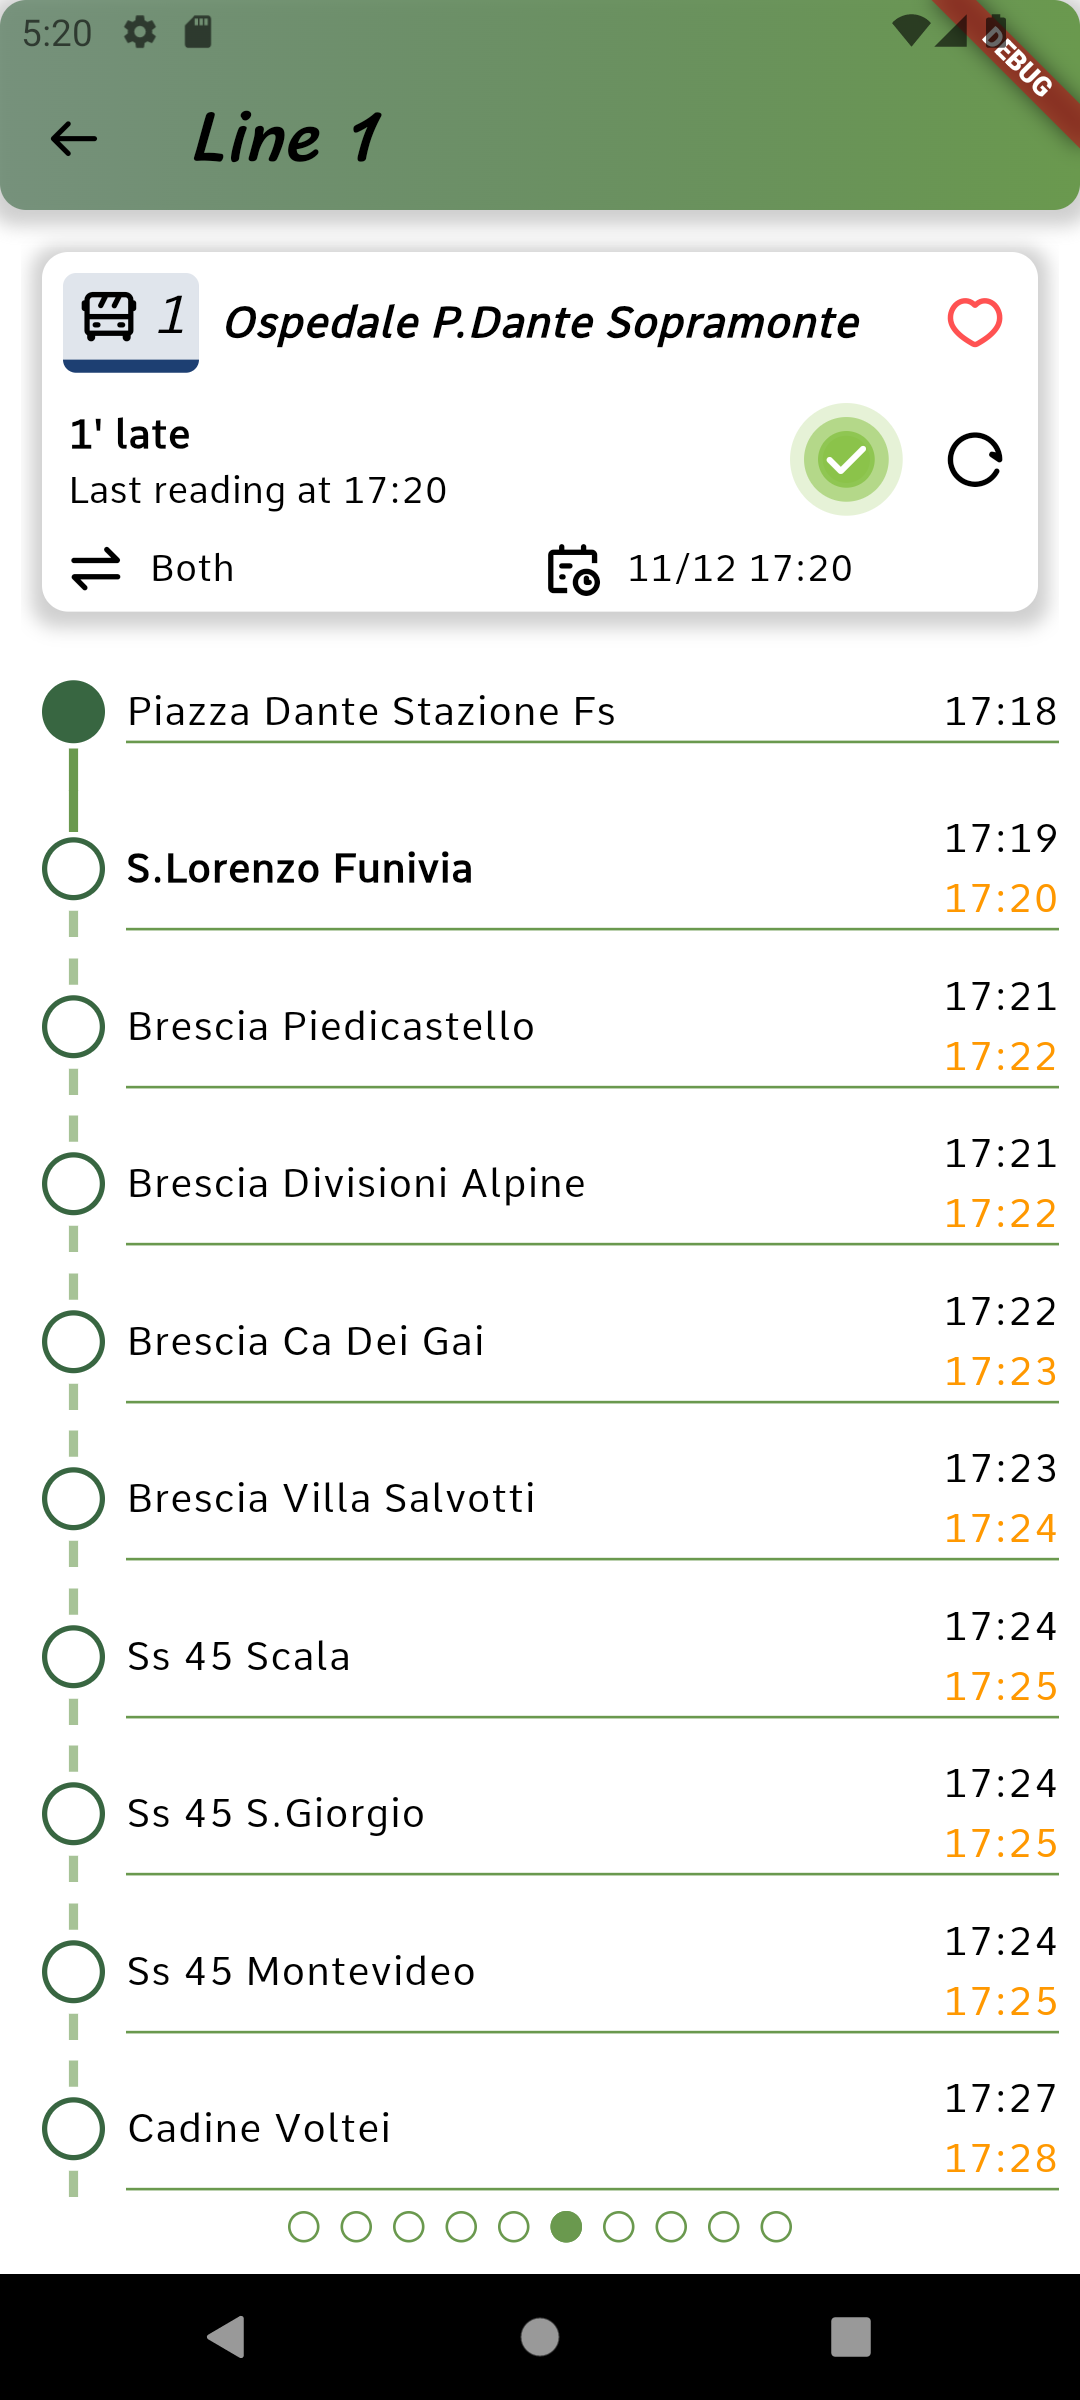 5:20
DEBUG
Line 1
1 Ospedale P.Dante Sopramonte
1' late
Last reading at 17:20
Both 11/12 17:20
Piazza Dante Stazione Fs 17:18
17:19
S.Lorenzo Funivia
17:20
17:21
Brescia Piedicastello
17:22
17:21
Brescia Divisioni Alpine
17:22
17:22
Brescia Ca Dei Gai
17:23
17:23
Brescia Villa Salvotti
17:24
17:24
Ss 45 Scala
17:25
17:24
Ss 45 S.Giorgio
17:25
17:24
Ss 45 Montevideo
17:25
17:27
Cadine Voltei
17:28